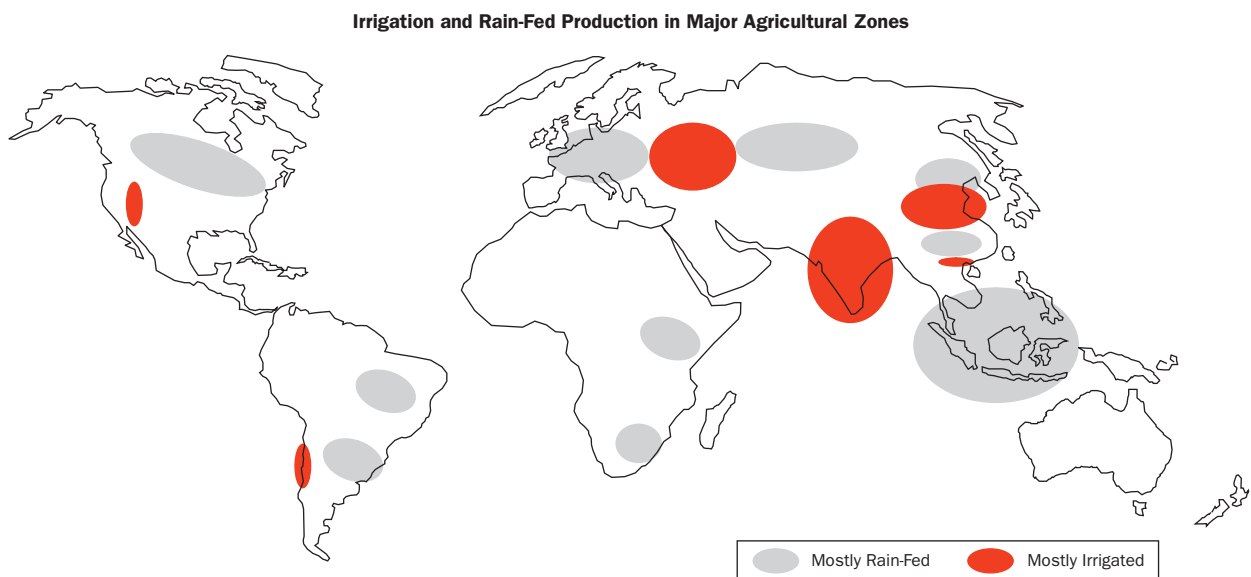 Irrigation and Rain-Fed Production in Major Agricultural Zones
Mostly Rain-Fed
Mostly Irrigated